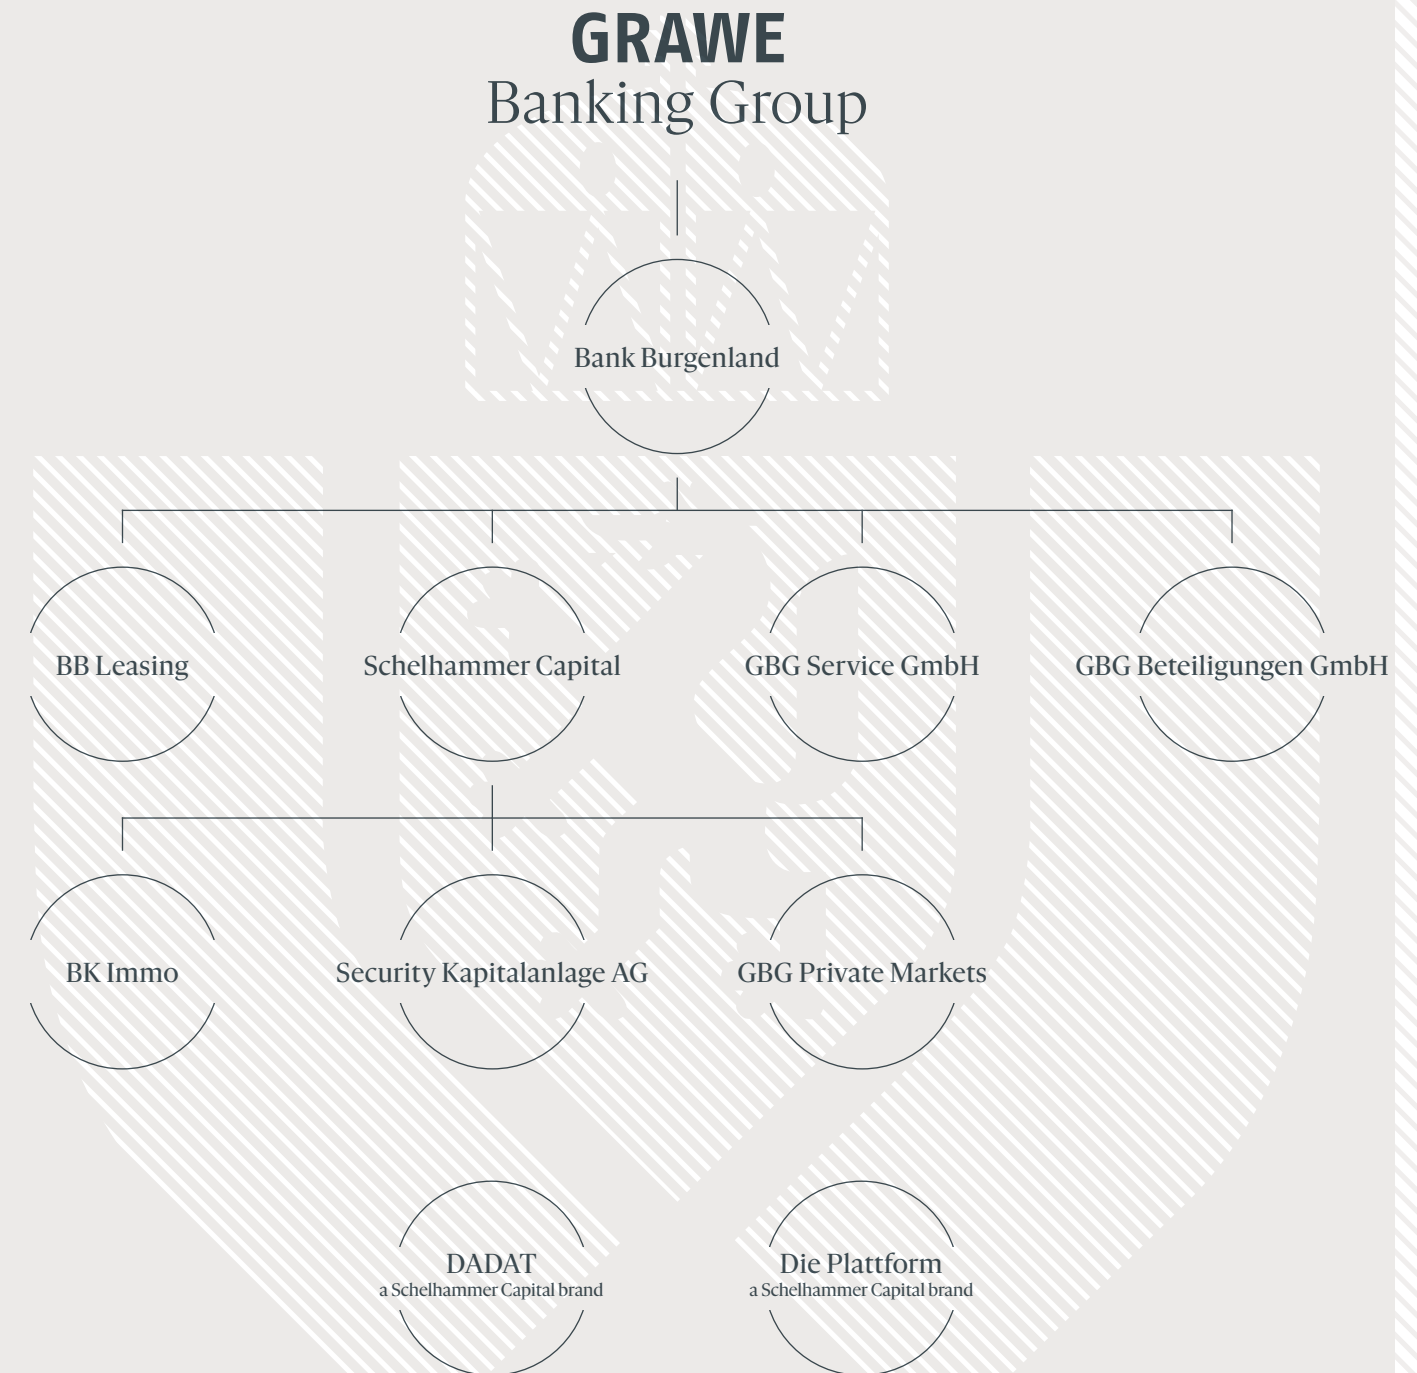 GRAWE
Banking Group
Bank Burgenland
BB Leasing
Schelhammer Capital
GBG Service GmbH
GBG Beteiligungen GmbH
BK Immo
Security Kapitalanlage AG
GBG Private Markets
DADAT
a Schelhammer Capital brand
Die Plattform
a Schelhammer Capital brand